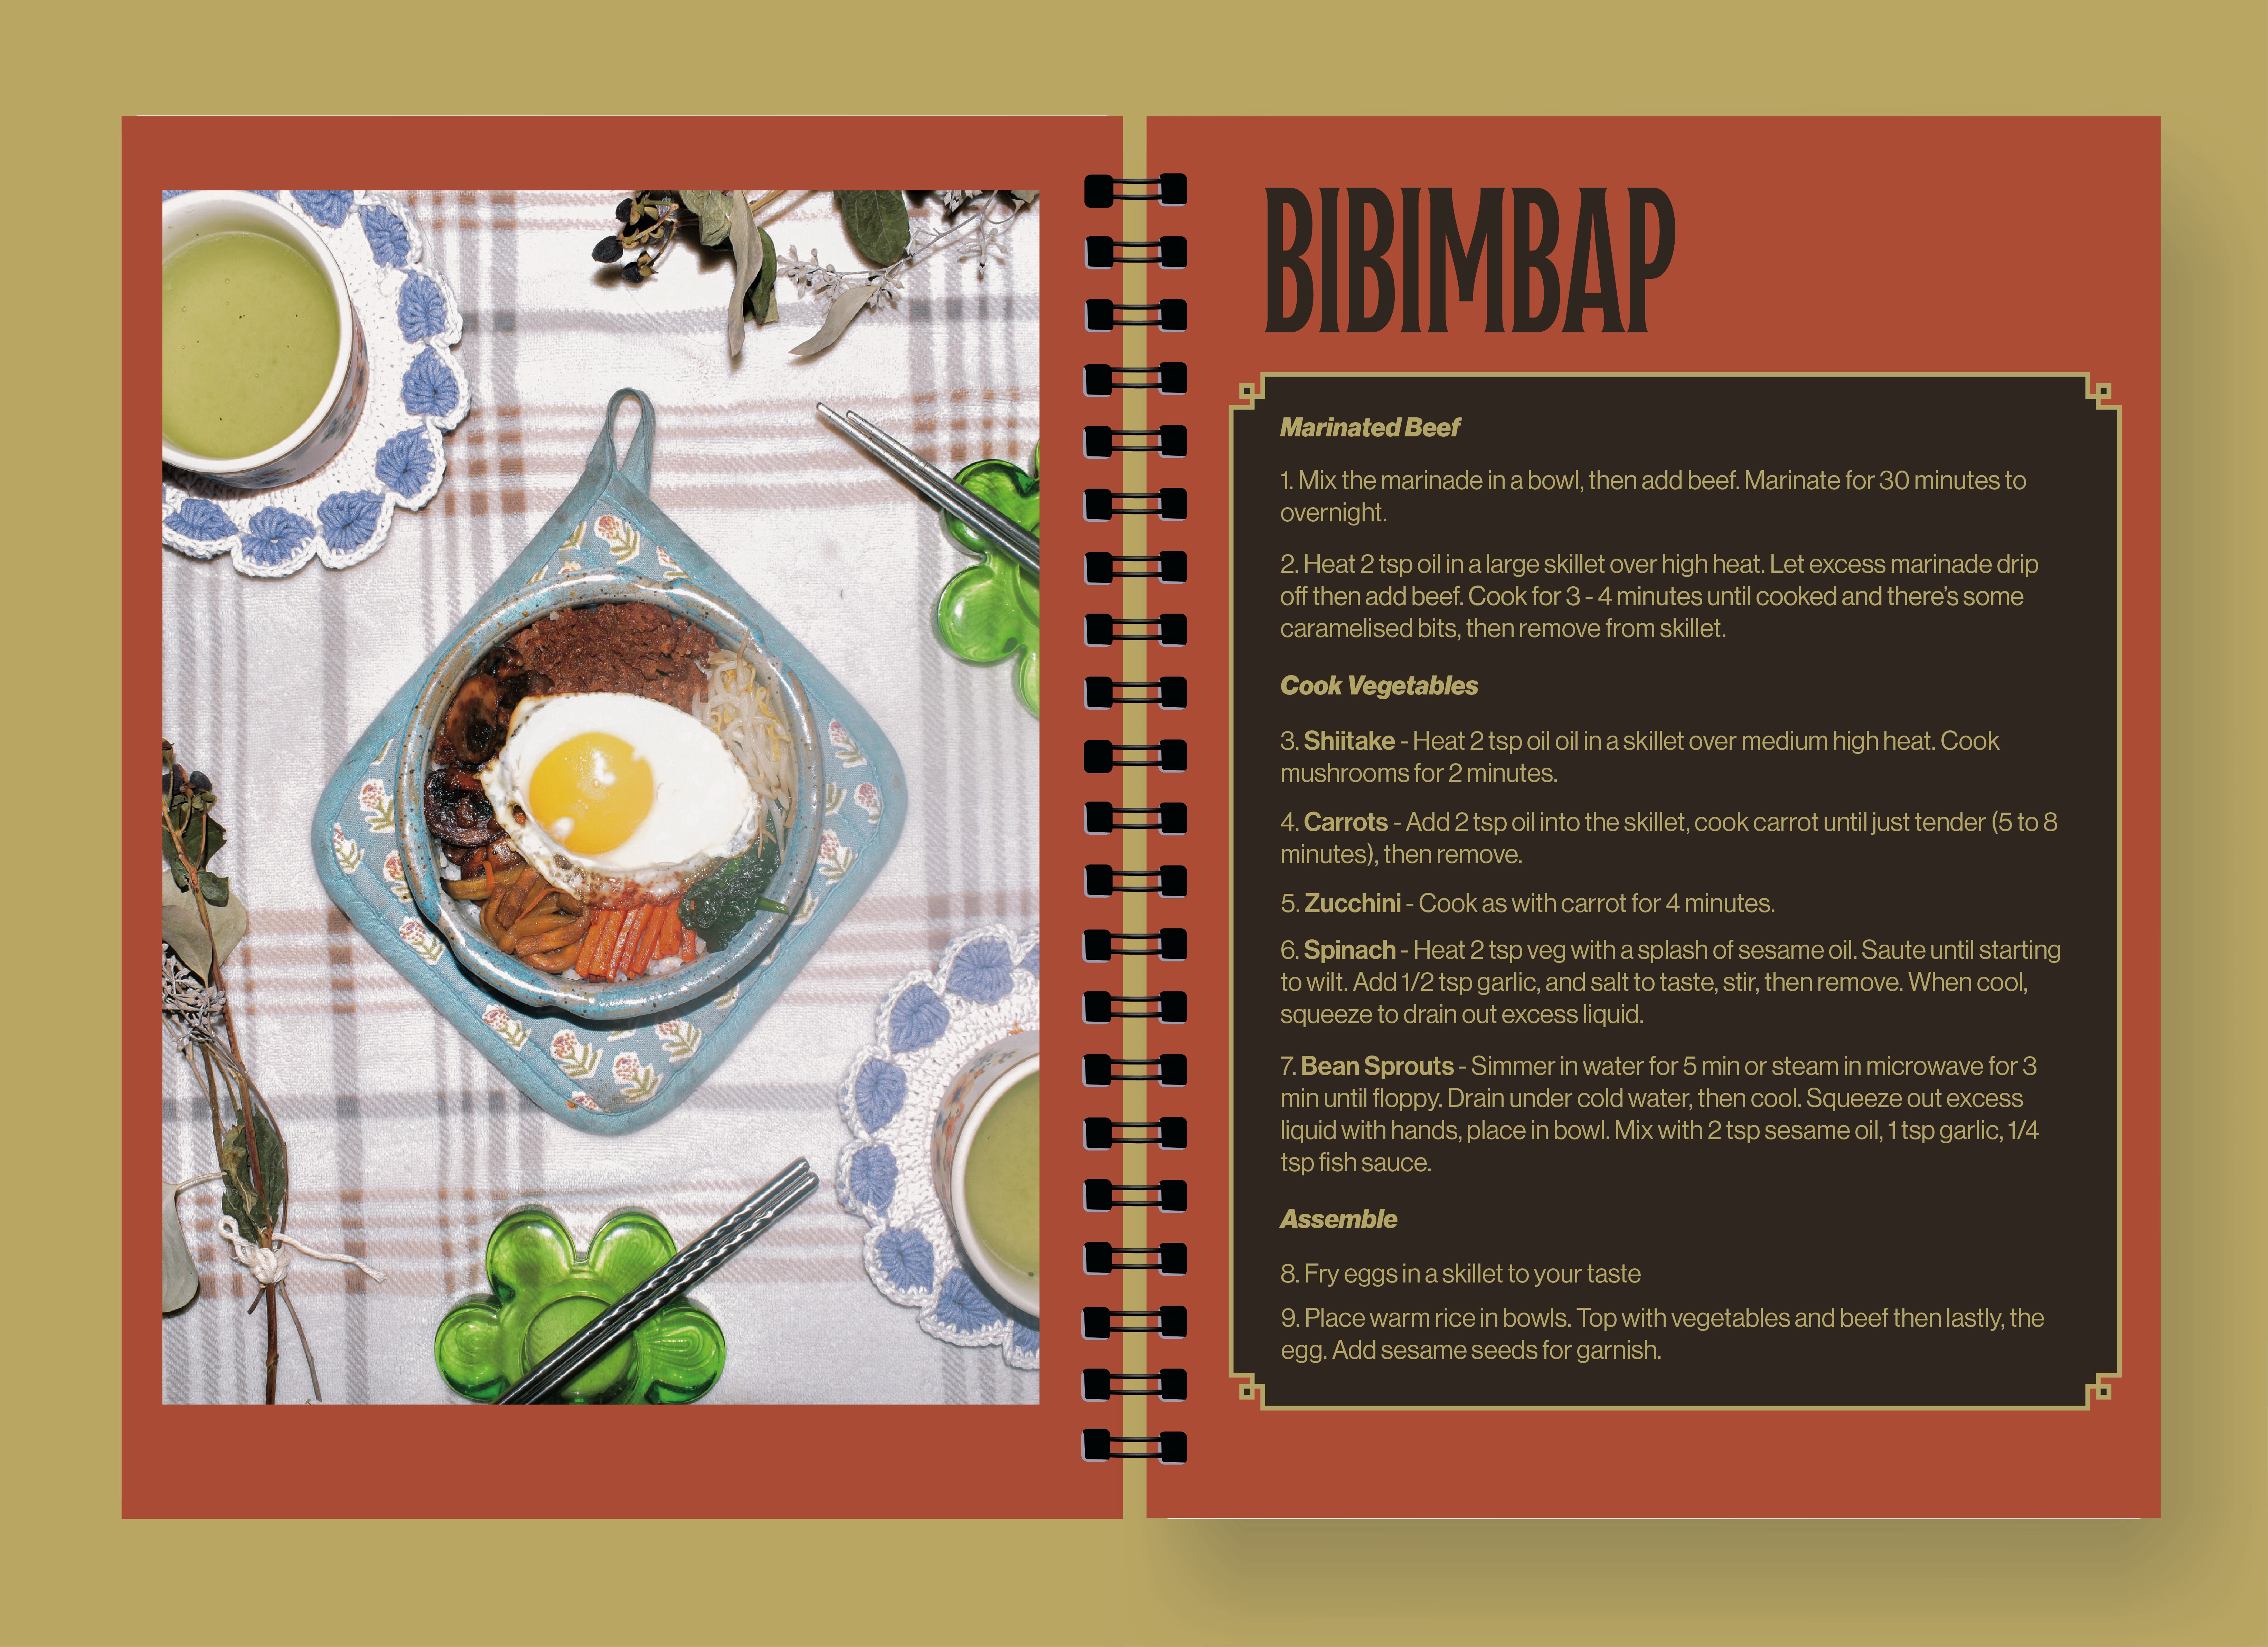 BIBIMBAP
Marinated Beef
1. Mix the marinade in a bowl, then add beef. Marinate for 30 minutes to
overnight.
2. Heat 2 tsp oil in a large skillet over high heat. Let excess marinade drip
off then add beef. Cook for 3 - 4 minutes until cooked and there's some
caramelised bits, then remove from skillet.
Cook Vegetables
3. Shiitake - Heat 2 tsp oil oil in a skillet over medium high heat. Cook
mushrooms for 2 minutes.
4. Carrots - Add 2 tsp oil into the skillet, cook carrot until just tender (5 to 8
minutes), then remove.
5. Zucchini - Cook as with carrot for 4 minutes.
6. Spinach - Heat 2 tsp veg with a splash of sesame oil. Saute until starting
to wilt. Add 1/2 tsp garlic, and salt to taste, stir, then remove. When cool,
squeeze to drain out excess liquid.
7. Bean Sprouts - Simmer in water for 5 min or steam in microwave for 3
min until floppy. Drain under cold water, then cool. Squeeze out excess
liquid with hands, place in bowl. Mix with 2 tsp sesame oil, 1 tsp garlic, 1/4
tsp fish sauce.
Assemble
8. Fry eggs in a skillet to your taste
9. Place warm rice in bowls. Top with vegetables and beef then lastly, the
egg. Add sesame seeds for garnish.